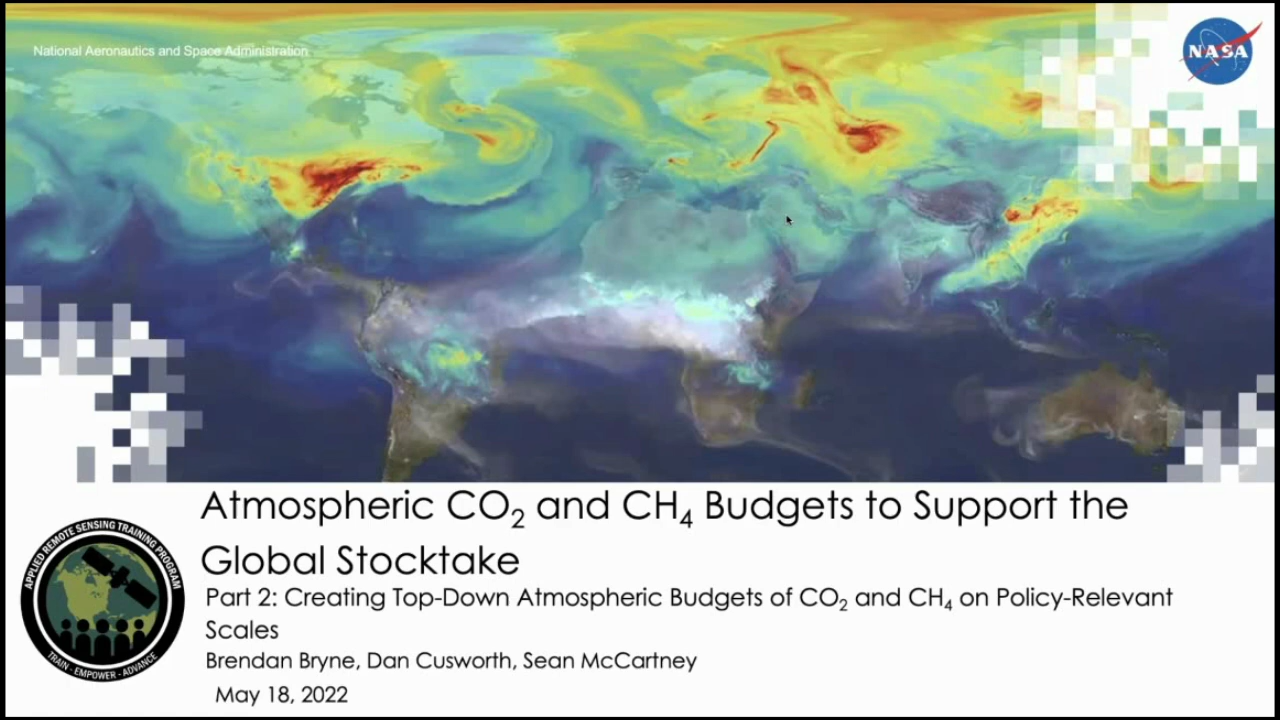 National Aeronautics and Space Administration
NASA
Atmospheric CO₂ and CH₄ Budgets to Support the
Global Stocktake
APPLIED REMOTE SENSING TRAINING PROGRAM
TRAIN - EMPOWER - ADVANCE
Part 2: Creating Top-Down Atmospheric Budgets of CO₂ and CH₄ on Policy-Relevant
Scales
Brendan Bryne, Dan Cusworth, Sean McCartney
May 18, 2022